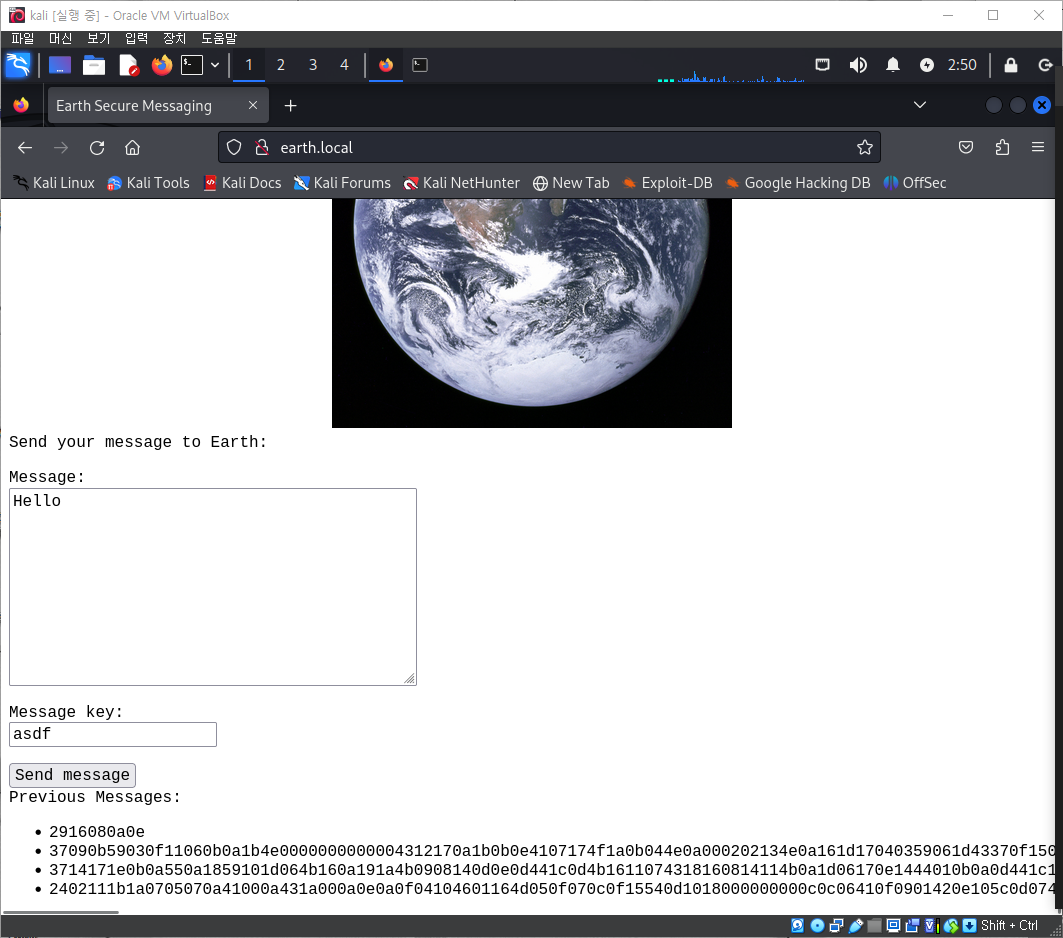 kali [실행 중] - Oracle VM VirtualBox
파일 머신 보기 입력 장치 도움말
1 2 3 4 2:50
Earth Secure Messaging
earth.local
Kali Linux Kali Tools Kali Docs Kali Forums Kali NetHunter New Tab Exploit-DB Google Hacking DB OffSec
Send your message to Earth:
Message:
Hello
Message key:
asdf
Send message
Previous Messages:
2916080a0e
37090b59030f11060b0a1b4e0000000000004312170a1b0b0e4107174f1a0b044e0a000202134e0a161d17040359061d43370f150
3714171e0b0a550a1859101d064b160a191a4b0908140d0e0d441c0d4b1611074318160814114b0a1d06170e1444010b0a0d441c1
2402111b1a0705070a41000a431a000a0e0a0f04104601164d050f070c0f15540d1018000000000c0c06410f0901420e105c0d074
Shift + Ctrl